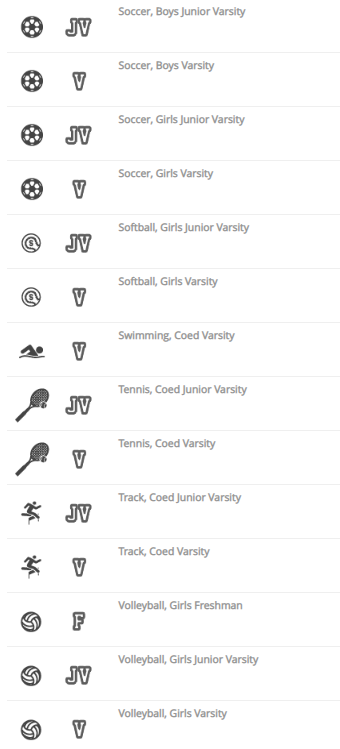 JV Soccer, Boys Junior Varsity
V Soccer, Boys Varsity
JV Soccer, Girls Junior Varsity
V Soccer, Girls Varsity
JV Softball, Girls Junior Varsity
V Softball, Girls Varsity
V Swimming, Coed Varsity
JV Tennis, Coed Junior Varsity
V Tennis, Coed Varsity
JV Track, Coed Junior Varsity
V Track, Coed Varsity
F Volleyball, Girls Freshman
JV Volleyball, Girls Junior Varsity
V Volleyball, Girls Varsity